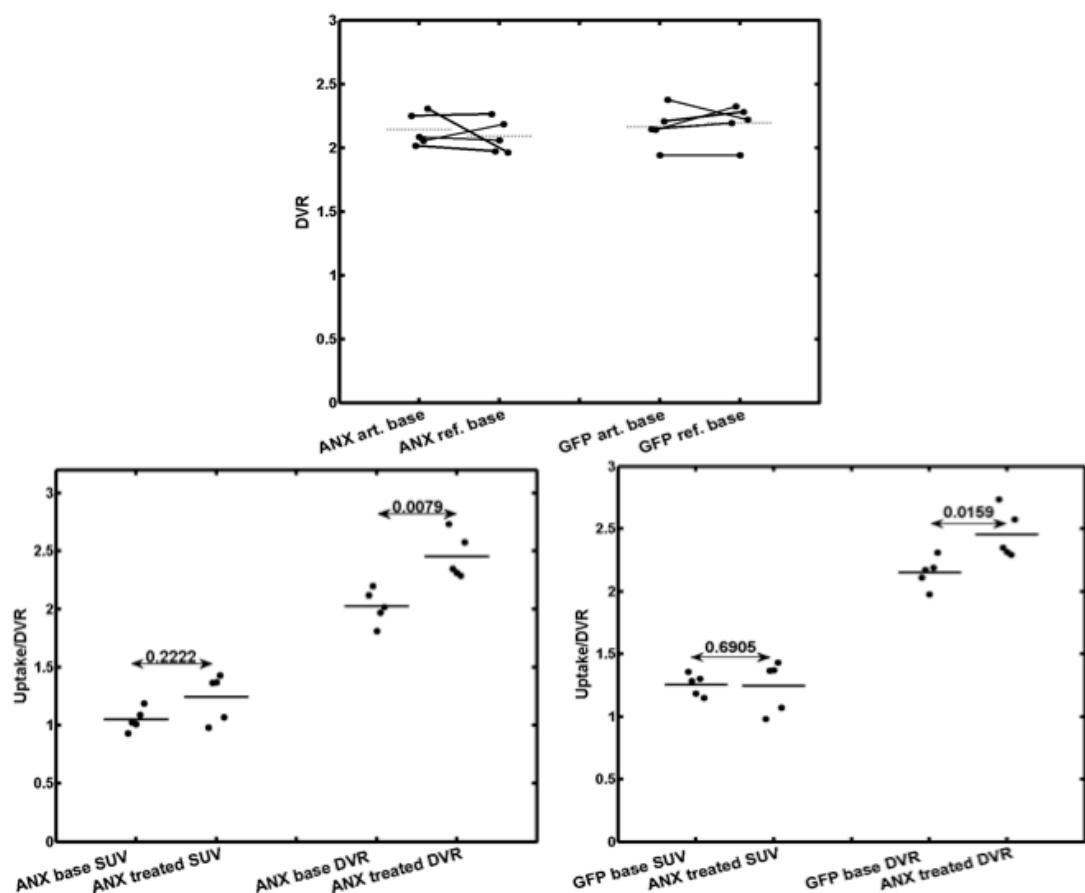 3
2.5
2
1.5
1
0.5
0
DVR
ANX art. base
ANX ref. base
GFP art. base
GFP ref. base
3
2.5
2
1.5
1
0.5
0
Uptake/DVR
0.2222
0.0079
ANX base SUV
ANX treated SUV
ANX base DVR
ANX treated DVR
3
2.5
2
1.5
1
0.5
0
Uptake/DVR
0.6905
0.0159
GFP base SUV
ANX treated SUV
GFP base DVR
ANX treated DVR